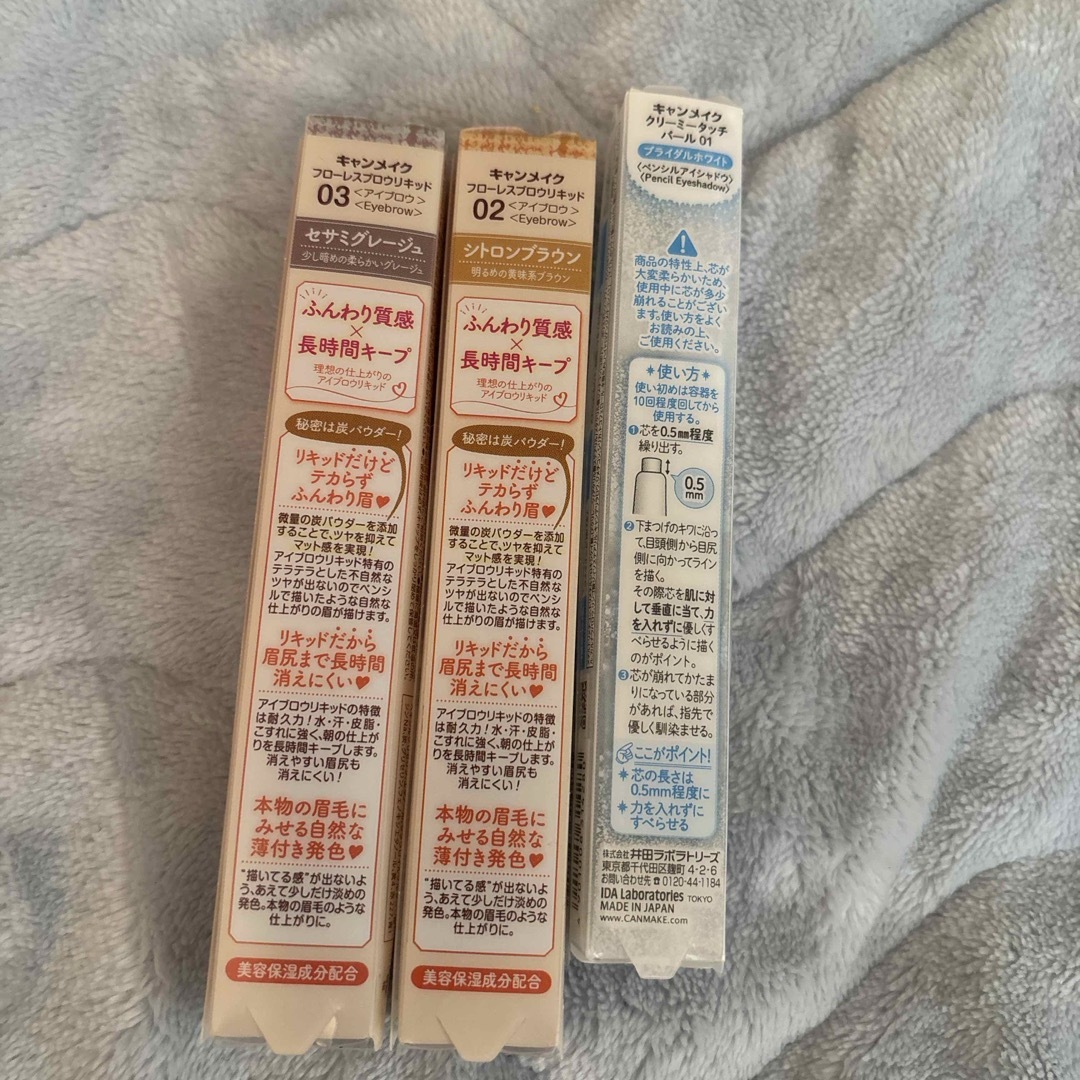 キャンメイク
フローレスブロウリキッド
03 <アイブロウ>
<Eyebrow>
セサミグレージュ
少し暗めの柔らかいグレージュ
ふんわり質感
×
長時間キープ
理想の仕上がりの
アイブロウリキッド
秘密は炭パウダー!
リキッドだけど
テカらず
ふんわり眉♥
微量の炭パウダーを添加
することで、ツヤを抑えて
マット感を実現!
アイブロウリキッド特有の
テラテラとした不自然な
ツヤが出ないのでペンシ
ルで描いたような自然な
仕上がりの眉が描けます。
リキッドだから
眉尻まで長時間
消えにくい♥
アイブロウリキッドの特徴
は耐久力!水・汗・皮脂・
こすれに強く、朝の仕上が
りを長時間キープします。
消えやすい眉尻も
消えにくい!
本物の眉毛に
みせる自然な
薄付き発色♥
"描いてる感"が出ないよ
う、あえて少しだけ淡めの
発色。本物の眉毛のような
仕上がりに。
美容保湿成分配合
キャンメイク
フローレスブロウリキッド
02 <アイブロウ>
<Eyebrow>
シトロンブラウン
明るめの黄味系ブラウン
ふんわり質感
×
長時間キープ
理想の仕上がりの
アイブロウリキッド
秘密は炭パウダー!
リキッドだけど
テカらず
ふんわり眉♥
微量の炭パウダーを添加
することで、ツヤを抑えて
マット感を実現!
アイブロウリキッド特有の
テラテラとした不自然な
ツヤが出ないのでペンシ
ルで描いたような自然な
仕上がりの眉が描けます。
リキッドだから
眉尻まで長時間
消えにくい♥
アイブロウリキッドの特徴
は耐久力!水・汗・皮脂・
こすれに強く、朝の仕上が
りを長時間キープします。
消えやすい眉尻も
消えにくい!
本物の眉毛に
みせる自然な
薄付き発色♥
"描いてる感"が出ないよ
う、あえて少しだけ淡めの
発色。本物の眉毛のような
仕上がりに。
美容保湿成分配合
キャンメイク
クリーミータッチ
パール 01
ブライダルホワイト
〈ペンシルアイシャドウ〉
〈Pencil Eyeshadow〉
商品の特性上、芯が
大変柔らかいため、
使用中に芯が多少
崩れることがござい
ます。使い方をよく
お読みの上、
ご使用ください。
使い方
使い初めは容器を
10回程度回してから
使用する。
1 芯を0.5mm程度
繰り出す。
0.5
mm
2 下まつげのキワに沿っ
て、目頭側から目尻
側に向かってライン
を描く。
その際芯を肌に対
して垂直に当て、力
を入れずに優しくす
べらせるように描く
のがポイント。
3 芯が崩れてかたま
りになっている部分
があれば、指先で
優しく馴染ませる。
ここがポイント!
芯の長さは
0.5mm程度に
力を入れずに
すべらせる
株式会社 井田ラボラトリーズ
東京都千代田区麹町 4-2-6
お問い合わせ先 ☎ 0120-44-1184
IDA Laboratories TOKYO
MADE IN JAPAN
www.CANMAKE.com